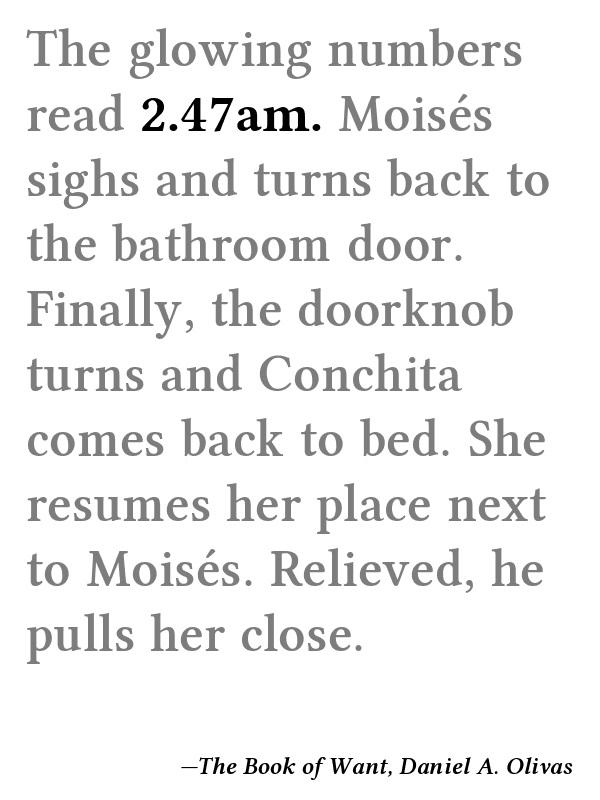 The glowing numbers
read 2.47am. Moisés
sighs and turns back to
the bathroom door.
Finally, the doorknob
turns and Conchita
comes back to bed. She
resumes her place next
to Moisés. Relieved, he
pulls her close.
—The Book of Want, Daniel A. Olivas